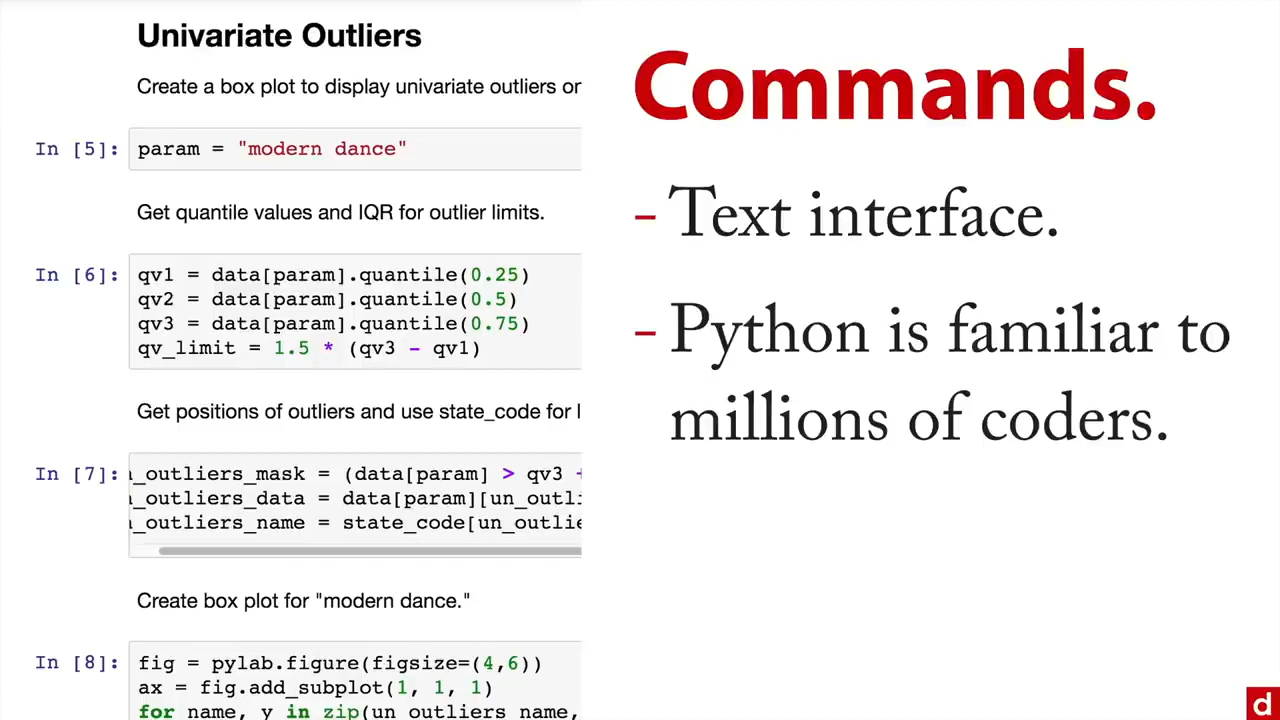 Univariate Outliers
Create a box plot to display univariate outliers on
In [5]: param = "modern dance"
Get quantile values and IQR for outlier limits.
In [6]: qv1 = data[param].quantile(0.25)
qv2 = data[param].quantile(0.5)
qv3 = data[param].quantile(0.75)
qv_limit = 1.5 * (qv3 - qv1)
Get positions of outliers and use state_code for l
In [7]: n_outliers_mask = (data[param] > qv3 +
n_outliers_data = data[param][un_outli
n_outliers_name = state_code[un_outlie
Create box plot for "modern dance."
In [8]: fig = pylab.figure(figsize=(4,6))
ax = fig.add_subplot(1, 1, 1)
for name, y in zip(un_outliers_name,
Commands.
- Text interface.
- Python is familiar to
millions of coders.
d